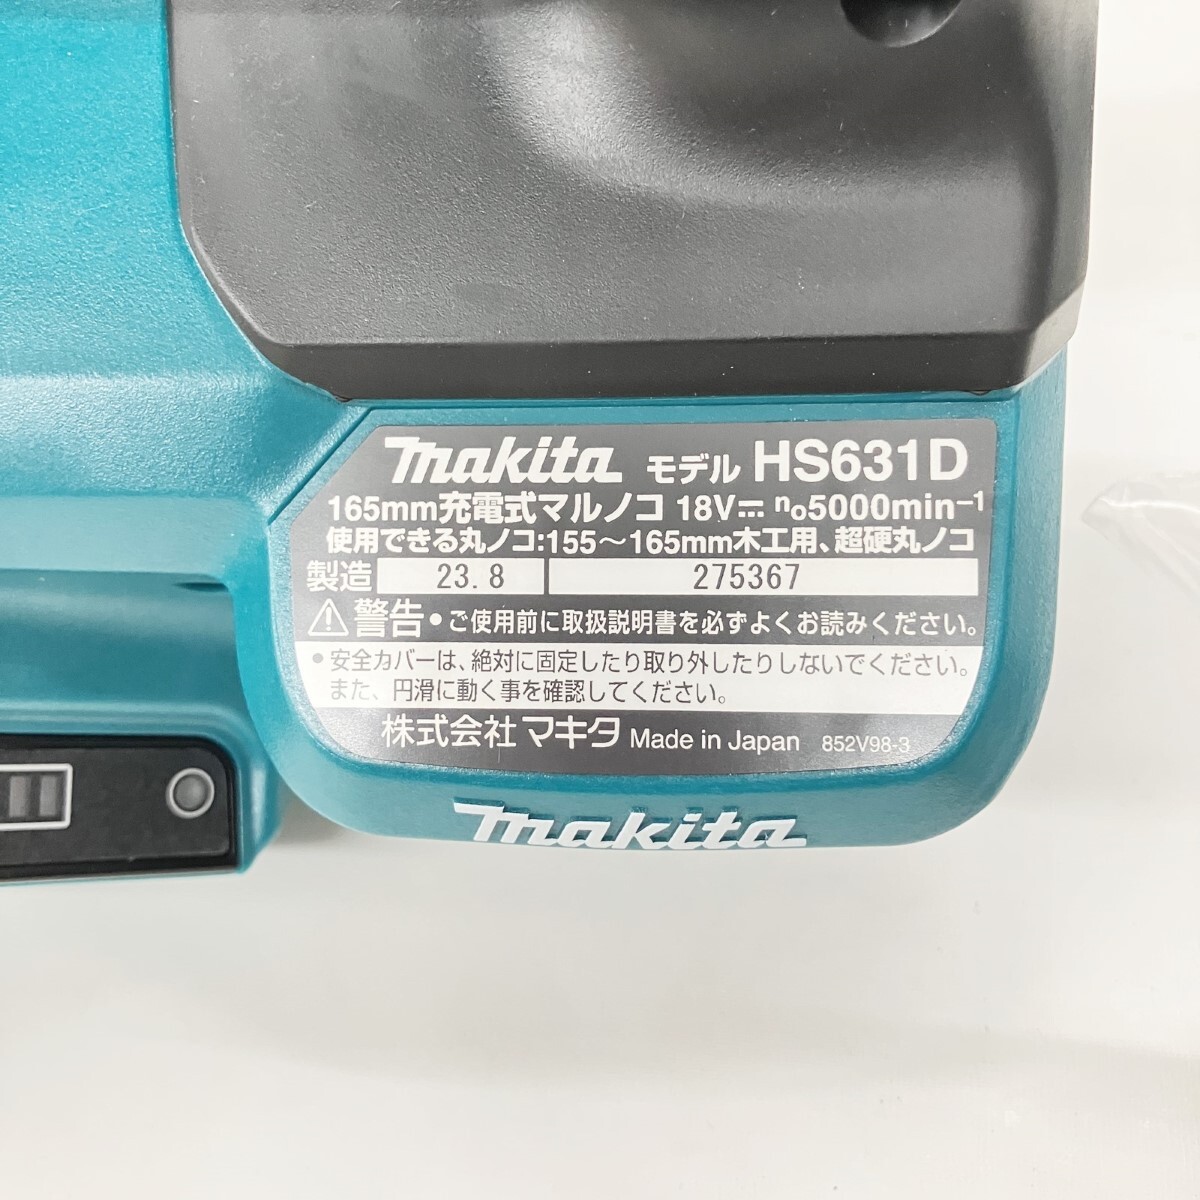 makita モデル HS631D
165mm充電式マルノコ 18V⎓ n₀5000min⁻¹
使用できる丸ノコ:155～165mm木工用、超硬丸ノコ
製造 23.8 275367
⚠警告・ご使用前に取扱説明書を必ずよくお読みください。
・安全カバーは、絶対に固定したり取り外したりしないでください。
また、円滑に動く事を確認してください。
株式会社マキタ Made in Japan 852V98-3
makita